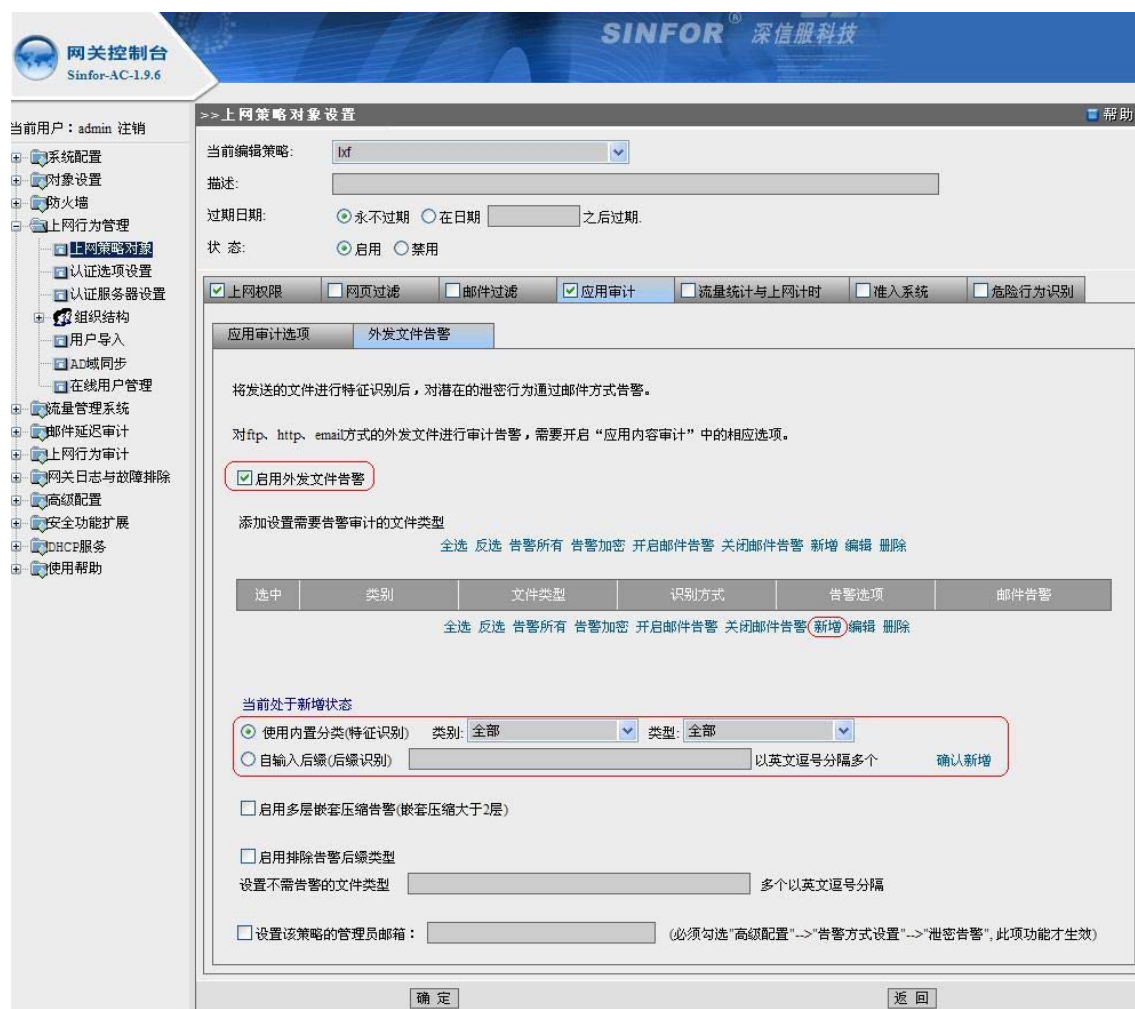 SINFOR® 深信服科技
网关控制台
Sinfor-AC-1.9.6
当前用户：admin 注销
系统配置
对象设置
防火墙
上网行为管理
上网策略对象
认证选项设置
认证服务器设置
组织结构
用户导入
AD域同步
在线用户管理
流量管理系统
邮件延迟审计
上网行为审计
网关日志与故障排除
高级配置
安全功能扩展
DHCP服务
使用帮助
>>上网策略对象设置 帮助
当前编辑策略: lxf
描述:
过期日期: 永不过期 在日期 之后过期.
状 态: 启用 禁用
上网权限 网页过滤 邮件过滤 应用审计 流量统计与上网计时 准入系统 危险行为识别
应用审计选项 外发文件告警
将发送的文件进行特征识别后，对潜在的泄密行为通过邮件方式告警。
对ftp、http、email方式的外发文件进行审计告警，需要开启“应用内容审计”中的相应选项。
启用外发文件告警
添加设置需要告警审计的文件类型
全选 反选 告警所有 告警加密 开启邮件告警 关闭邮件告警 新增 编辑 删除
选中 类别 文件类型 识别方式 告警选项 邮件告警
全选 反选 告警所有 告警加密 开启邮件告警 关闭邮件告警 新增 编辑 删除
当前处于新增状态
使用内置分类(特征识别) 类别: 全部 类型: 全部
自输入后缀(后缀识别) 以英文逗号分隔多个 确认新增
启用多层嵌套压缩告警(嵌套压缩大于2层)
启用排除告警后缀类型
设置不需告警的文件类型 多个以英文逗号分隔
设置该策略的管理员邮箱： (必须勾选"高级配置"-->"告警方式设置"-->"泄密告警", 此项功能才生效)
确 定 返 回